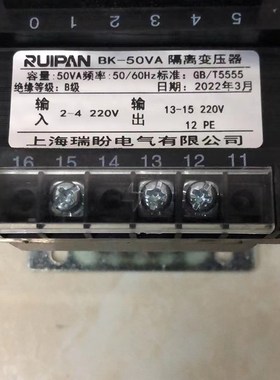 0 1 2 3 4 5
RUIPAN BK-50VA 隔离变压器
容量:50VA频率:50/60Hz标准: GB/T5555
绝缘等级:B级 日期:2022年3月
输入 2-4 220V 输出 13-15 220V
12 PE
上海瑞盼电气有限公司
16 15 14 13 12 11